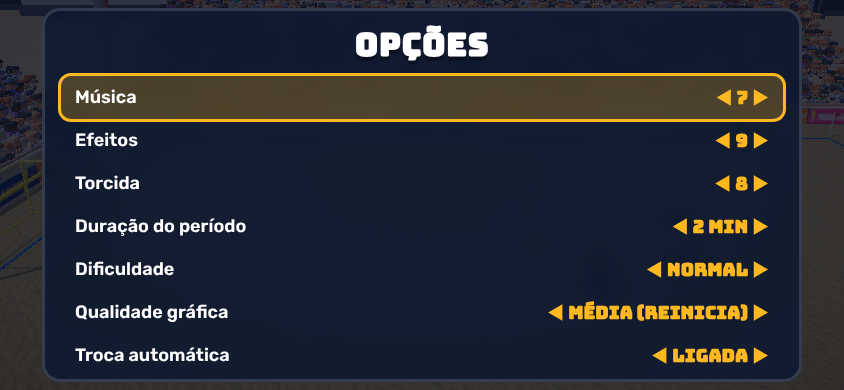 OPÇÕES
Música ◀ 7 ▶
Efeitos ◀ 9 ▶
Torcida ◀ 8 ▶
Duração do período ◀ 2 MIN ▶
Dificuldade ◀ NORMAL ▶
Qualidade gráfica ◀ MÉDIA (REINICIA) ▶
Troca automática ◀ LIGADA ▶